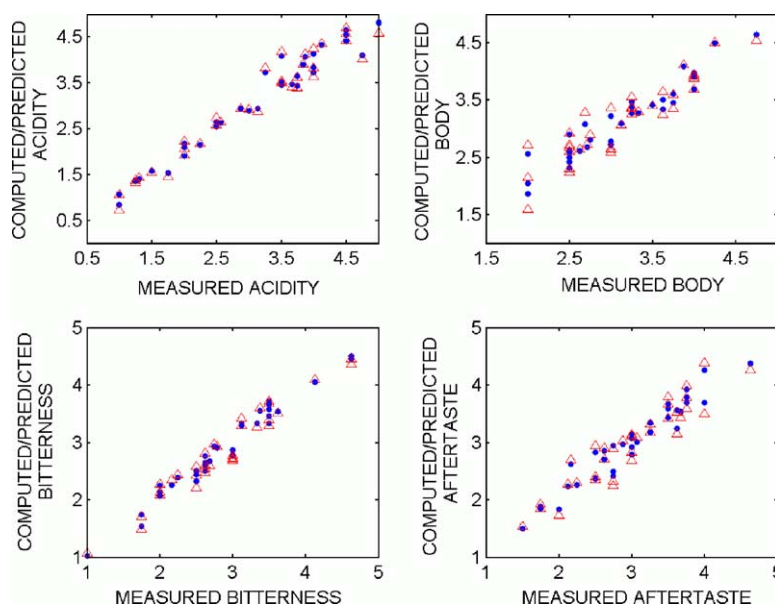 COMPUTED/PREDICTED
ACIDITY
4.5
3.5
2.5
1.5
0.5
0.5 1.5 2.5 3.5 4.5
MEASURED ACIDITY
COMPUTED/PREDICTED
BODY
4.5
3.5
2.5
1.5
1.5 2.5 3.5 4.5
MEASURED BODY
COMPUTED/PREDICTED
BITTERNESS
5
4
3
2
1
1 2 3 4 5
MEASURED BITTERNESS
COMPUTED/PREDICTED
AFTERTASTE
5
4
3
2
1
1 2 3 4 5
MEASURED AFTERTASTE